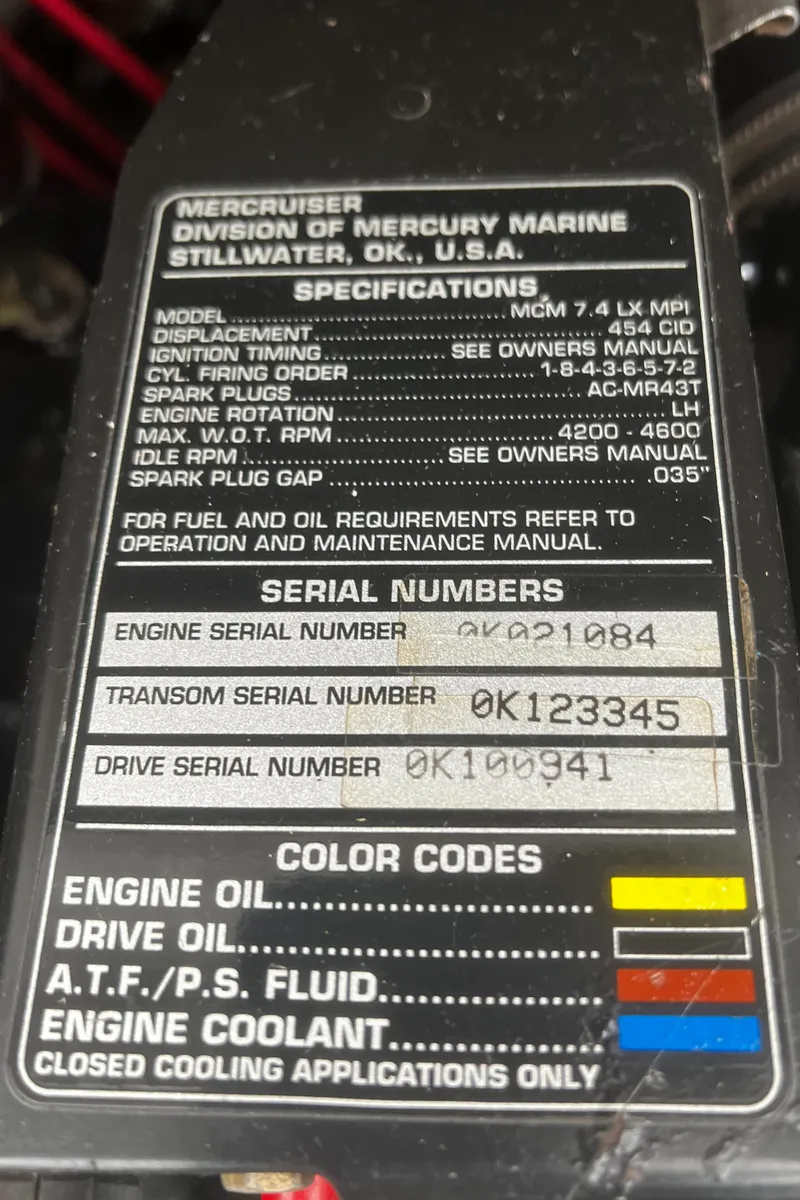 MERCRUISER
DIVISION OF MERCURY MARINE
STILLWATER, OK., U.S.A.
SPECIFICATIONS
MODEL..............................MCM 7.4 LX MPI
DISPLACEMENT..............................454 CID
IGNITION TIMING................SEE OWNERS MANUAL
CYL. FIRING ORDER....................1-8-4-3-6-5-7-2
SPARK PLUGS..............................AC-MR43T
ENGINE ROTATION..............................LH
MAX. W.O.T. RPM.......................4200 - 4600
IDLE RPM.........................SEE OWNERS MANUAL
SPARK PLUG GAP..............................035"
FOR FUEL AND OIL REQUIREMENTS REFER TO
OPERATION AND MAINTENANCE MANUAL.
SERIAL NUMBERS
ENGINE SERIAL NUMBER
TRANSOM SERIAL NUMBER 0K123345
DRIVE SERIAL NUMBER 0K100941
COLOR CODES
ENGINE OIL..............................
DRIVE OIL..............................
A.T.F./P.S. FLUID....................
ENGINE COOLANT....................
CLOSED COOLING APPLICATIONS ONLY